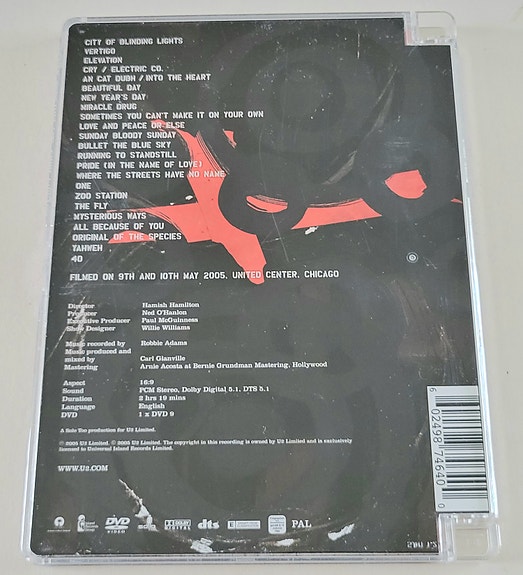 CITY OF BLINDING LIGHTS
VERTIGO
ELEVATION
CRY / ELECTRIC CO.
AN CAT DUBH / INTO THE HEART
BEAUTIFUL DAY
NEW YEAR'S DAY
MIRACLE DRUG
SOMETIMES YOU CAN'T MAKE IT ON YOUR OWN
LOVE AND PEACE OR ELSE
SUNDAY BLOODY SUNDAY
BULLET THE BLUE SKY
RUNNING TO STANDSTILL
PRIDE (IN THE NAME OF LOVE)
WHERE THE STREETS HAVE NO NAME
ONE
ZOO STATION
THE FLY
MYSTERIOUS WAYS
ALL BECAUSE OF YOU
ORIGINAL OF THE SPECIES
YAHWEH
40
FILMED ON 9TH AND 10TH MAY 2005, UNITED CENTER, CHICAGO
Director Hamish Hamilton
Producer Ned O'Hanlon
Executive Producer Paul McGuinness
Show Designer Willie Williams
Music recorded by Robbie Adams
Music produced and
mixed by Carl Glanville
Mastering Arnie Acosta at Bernie Grundman Mastering, Hollywood
Aspect 16:9
Sound PCM Stereo, Dolby Digital 5.1, DTS 5.1
Duration 2 hrs 19 mins
Language English
DVD 1 x DVD 9
A Solo Too production for U2 Limited.
℗ 2005 U2 Limited. © 2005 U2 Limited. The copyright in this recording is owned by U2 Limited and is exclusively
licensed to Universal Island Records Limited.
WWW.U2.COM
6 02498 74640 0
DVD VIDEO
DOLBY DIGITAL
dts
E
PAL